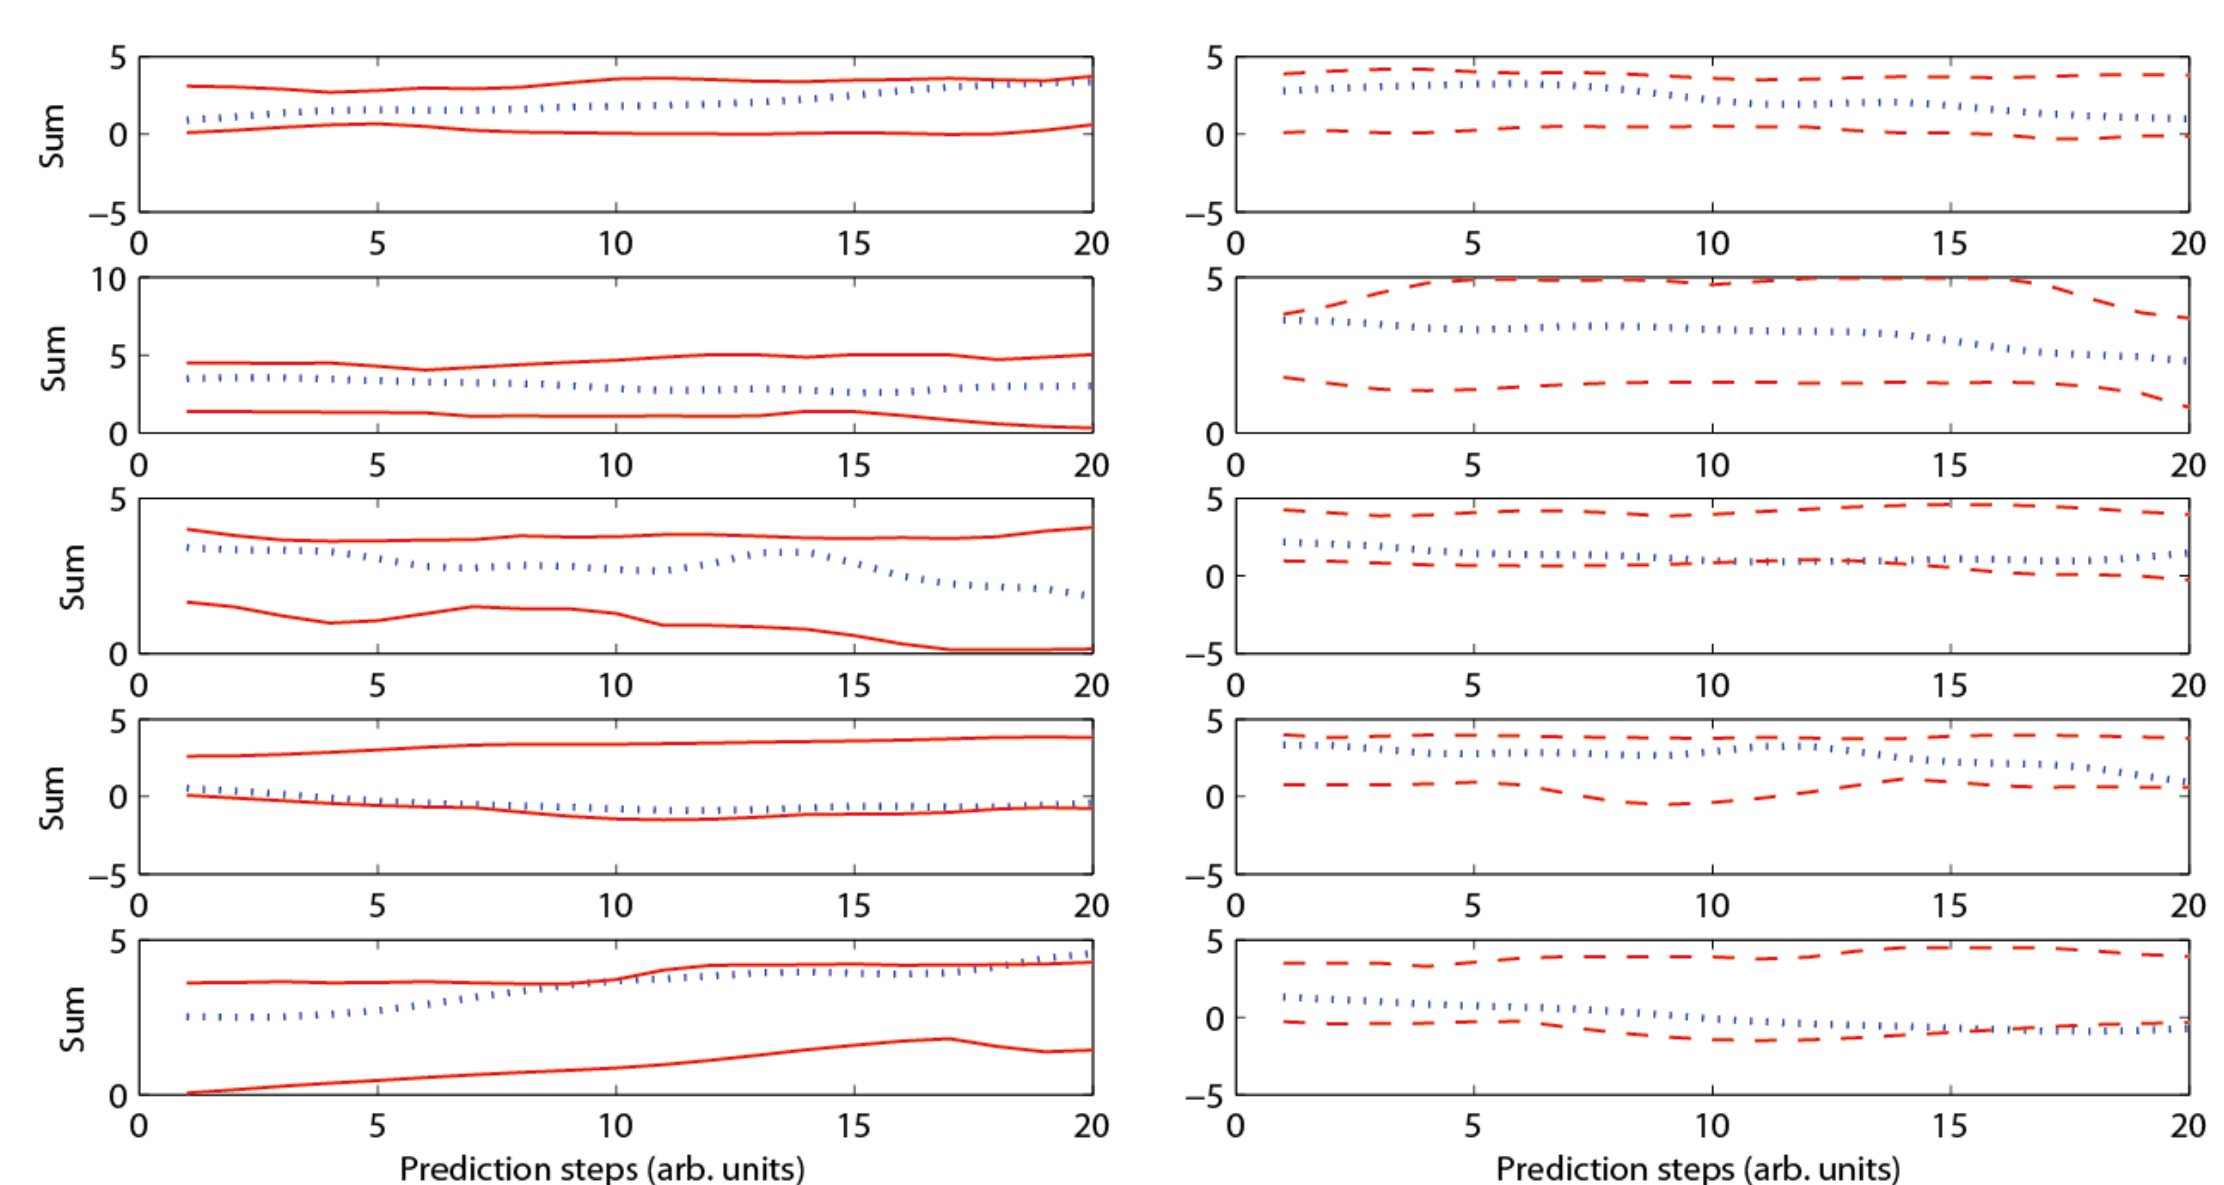 5 5
Sum 0 0
−5 −5
0 5 10 15 20 0 5 10 15 20
10 5
Sum 5
0 0
0 5 10 15 20 0 5 10 15 20
5 5
Sum 0
0 −5
0 5 10 15 20 0 5 10 15 20
5 5
Sum 0 0
−5 −5
0 5 10 15 20 0 5 10 15 20
5 5
Sum 0
0 −5
0 5 10 15 20 0 5 10 15 20
Prediction steps (arb. units) Prediction steps (arb. units)